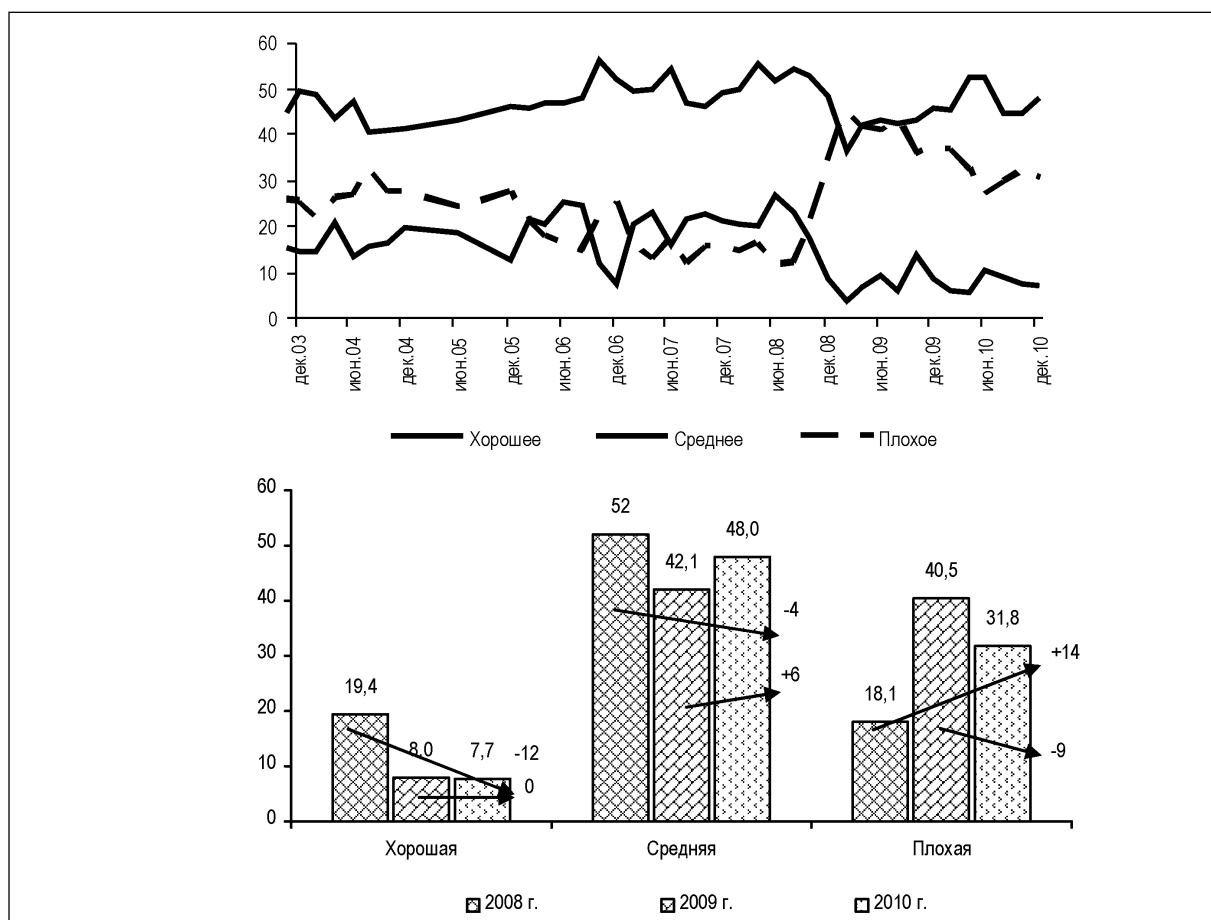 60
50
40
30
20
10
0
дек.03
июн.04
дек.04
июн.05
дек.05
июн.06
дек.06
июн.07
дек.07
июн.08
дек.08
июн.09
дек.09
июн.10
дек.10
Хорошее Среднее Плохое
60
50
40
30
20
10
0
19,4
8,0
7,7
-12
0
52
42,1
48,0
-4
+6
18,1
40,5
31,8
+14
-9
Хорошая Средняя Плохая
2008 г. 2009 г. 2010 г.